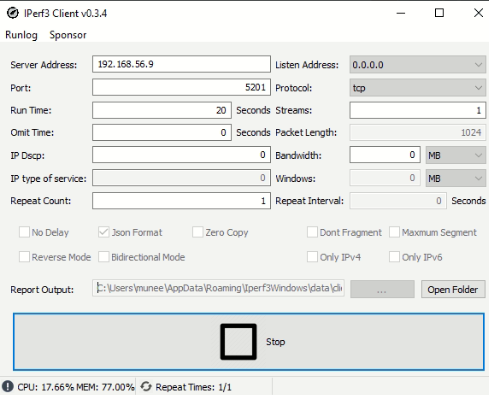 IPerf3 Client v0.3.4
Runlog Sponsor
Server Address: 192.168.56.9 Listen Address: 0.0.0.0
Port: 5201 Protocol: tcp
Run Time: 20 Seconds Streams: 1
Omit Time: 0 Seconds Packet Length: 1024
IP Dscp: 0 Bandwidth: 0 MB
IP type of service: 0 Windows: 0 MB
Repeat Count: 1 Repeat Interval: 0 Seconds
No Delay Json Format Zero Copy Dont Fragment Maxmum Segment
Reverse Mode Bidirectional Mode Only IPv4 Only IPv6
Report Output: C:\Users\munee\AppData\Roaming\Iperf3Windows\data\clie ... Open Folder
Stop
CPU: 17.66% MEM: 77.00% Repeat Times: 1/1